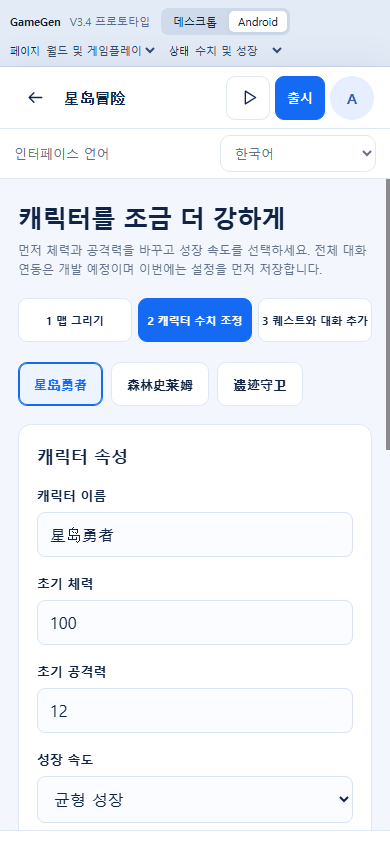 GameGen V3.4 프로토타입 데스크톱 Android
페이지 월드 및 게임플레이 상태 수치 및 성장
星岛冒险 출시 A
인터페이스 언어 한국어
캐릭터를 조금 더 강하게
먼저 체력과 공격력을 바꾸고 성장 속도를 선택하세요. 전체 대화
연동은 개발 예정이며 이번에는 설정을 먼저 저장합니다.
1 맵 그리기 2 캐릭터 수치 조정 3 퀘스트와 대화 추가
星岛勇者 森林史莱姆 遗迹守卫
캐릭터 속성
캐릭터 이름
星岛勇者
초기 체력
100
초기 공격력
12
성장 속도
균형 성장